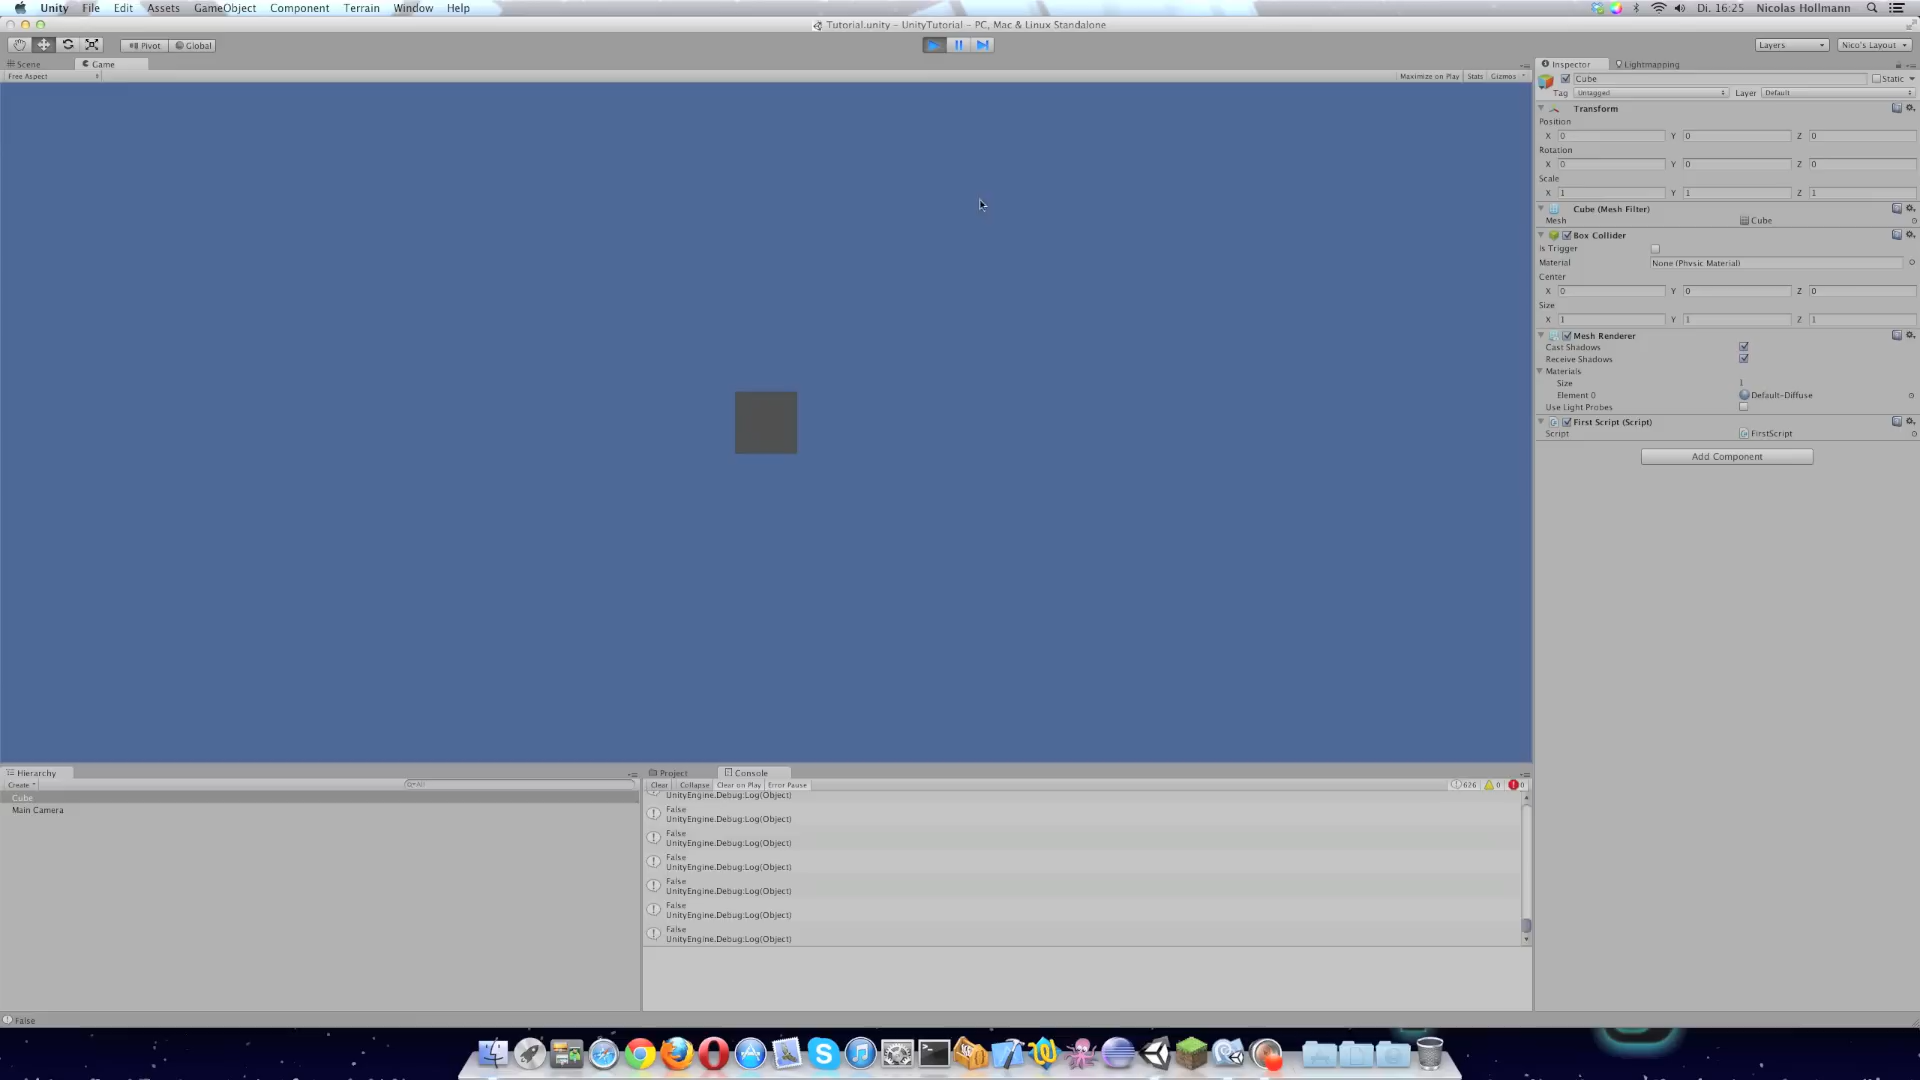 Unity File Edit Assets GameObject Component Terrain Window Help Di. 16:25 Nicolas Hollmann
Tutorial.unity - UnityTutorial - PC, Mac & Linux Standalone
Pivot Global Layers Nico's Layout
Scene Game Inspector Lightmapping
Free Aspect Maximize on Play Stats Gizmos
Cube Static
Tag Untagged Layer Default
Transform
Position
X 0 Y 0 Z 0
Rotation
X 0 Y 0 Z 0
Scale
X 1 Y 1 Z 1
Cube (Mesh Filter)
Mesh Cube
Box Collider
Is Trigger
Material None (Physic Material)
Center
X 0 Y 0 Z 0
Size
X 1 Y 1 Z 1
Mesh Renderer
Cast Shadows
Receive Shadows
Materials
Size 1
Element 0 Default-Diffuse
Use Light Probes
First Script (Script)
Script FirstScript
Add Component
Hierarchy
Create All
Cube
Main Camera
Project Console
Clear Collapse Clear on Play Error Pause 626 0 0
UnityEngine.Debug:Log(Object)
False
UnityEngine.Debug:Log(Object)
False
UnityEngine.Debug:Log(Object)
False
UnityEngine.Debug:Log(Object)
False
UnityEngine.Debug:Log(Object)
False
UnityEngine.Debug:Log(Object)
False
UnityEngine.Debug:Log(Object)
False